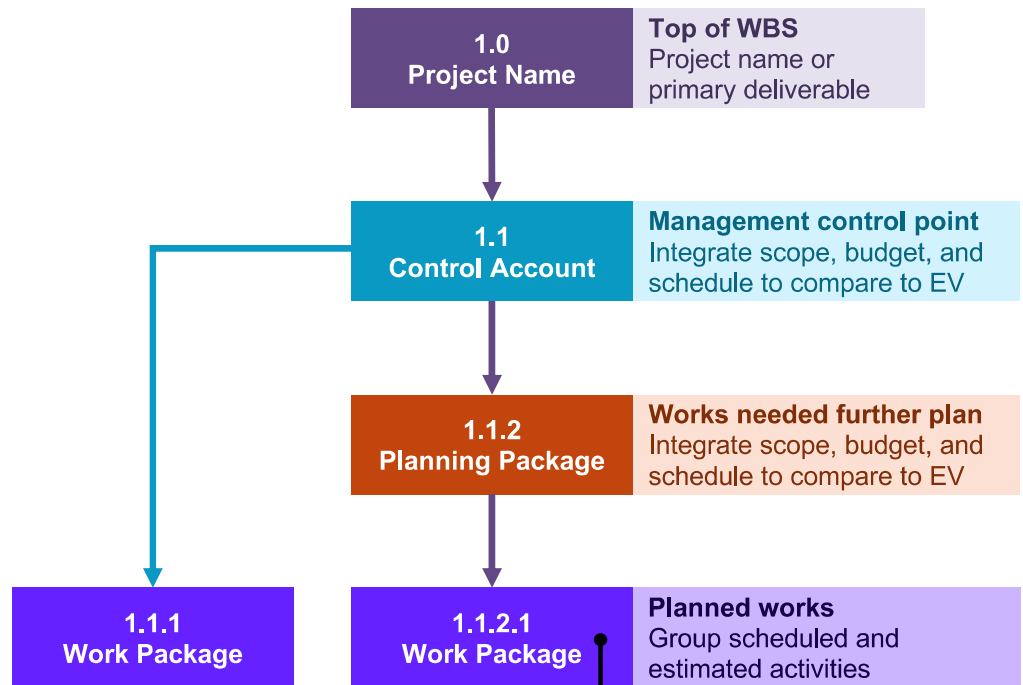 1.0
Project Name
Top of WBS
Project name or
primary deliverable
1.1
Control Account
Management control point
Integrate scope, budget, and
schedule to compare to EV
1.1.2
Planning Package
Works needed further plan
Integrate scope, budget, and
schedule to compare to EV
1.1.1
Work Package
1.1.2.1
Work Package
Planned works
Group scheduled and
estimated activities